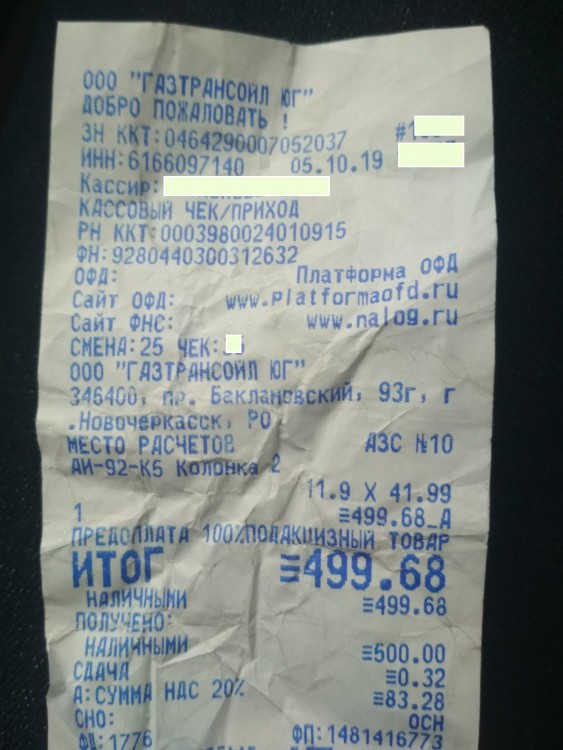 ООО "ГАЗТРАНСОЙЛ ЮГ"
ДОБРО ПОЖАЛОВАТЬ !
ЗН ККТ:0464290007052037 #
ИНН:6166097140 05.10.19
Кассир:
КАССОВЫЙ ЧЕК/ПРИХОД
РН ККТ:0003980024010915
ФН:9280440300312632
ОФД: Платформа ОФД
Сайт ОФД: www.platformaofd.ru
Сайт ФНС: www.nalog.ru
СМЕНА:25 ЧЕК:
ООО "ГАЗТРАНСОЙЛ ЮГ"
346400, пр. Баклановский, 93г, г
.Новочеркасск, РО
МЕСТО РАСЧЕТОВ АЗС №10
АИ-92-К5 Колонка 2
11.9 X 41.99
1 ≡499.68_А
ПРЕДОПЛАТА 100%ПОДАКЦИЗНЫЙ ТОВАР
ИТОГ ≡499.68
НАЛИЧНЫМИ ≡499.68
ПОЛУЧЕНО:
НАЛИЧНЫМИ ≡500.00
СДАЧА ≡0.32
А:СУММА НДС 20% ≡83.28
СНО: ОСН
ФД:1776 ФП:1481416773